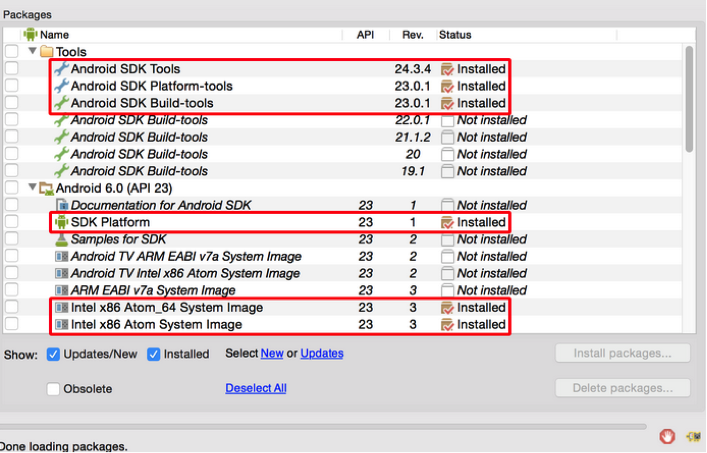 Packages
Name API Rev. Status
Tools
Android SDK Tools 24.3.4 Installed
Android SDK Platform-tools 23.0.1 Installed
Android SDK Build-tools 23.0.1 Installed
Android SDK Build-tools 22.0.1 Not installed
Android SDK Build-tools 21.1.2 Not installed
Android SDK Build-tools 20 Not installed
Android SDK Build-tools 19.1 Not installed
Android 6.0 (API 23)
Documentation for Android SDK 23 1 Not installed
SDK Platform 23 1 Installed
Samples for SDK 23 2 Not installed
Android TV ARM EABI v7a System Image 23 2 Not installed
Android TV Intel x86 Atom System Image 23 2 Not installed
ARM EABI v7a System Image 23 3 Not installed
Intel x86 Atom_64 System Image 23 3 Installed
Intel x86 Atom System Image 23 3 Installed
Show: Updates/New Installed Select New or Updates Install packages...
Obsolete Deselect All Delete packages...
Done loading packages.